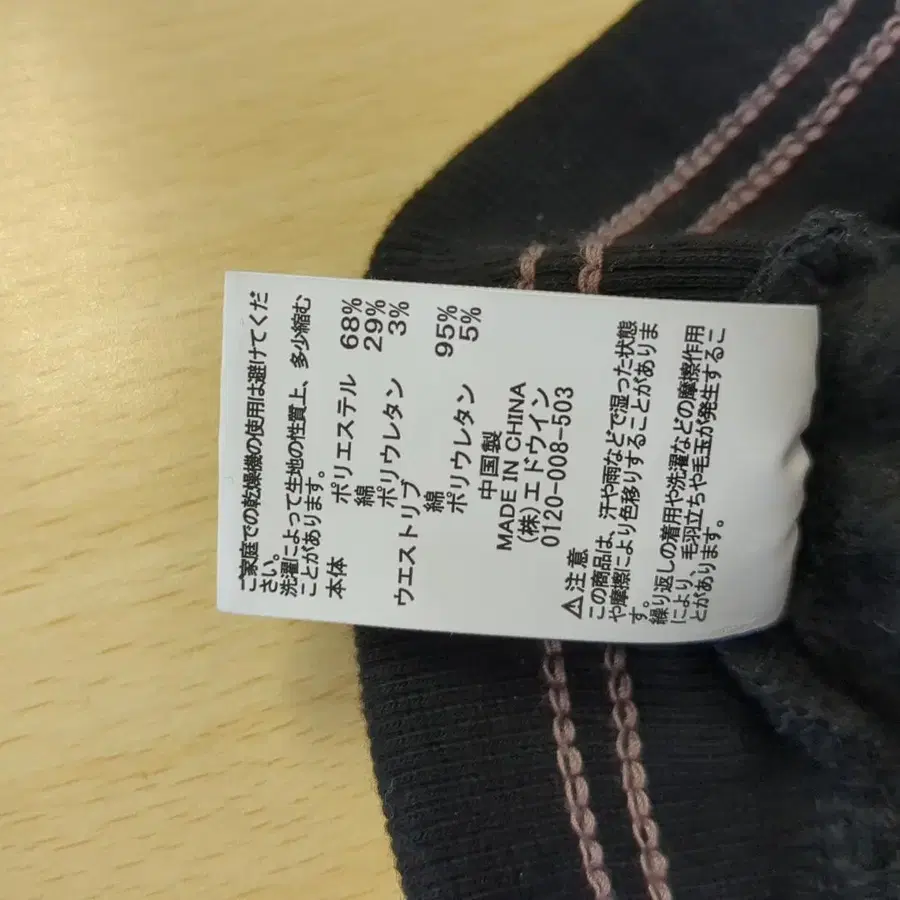 ご家庭での乾燥機の使用は避けてくだ
さい。
洗濯によって生地の性質上、多少縮む
ことがあります。
本体 ポリエステル 68%
綿 29%
ポリウレタン 3%
ウエストリブ
綿 95%
ポリウレタン 5%
中国製
MADE IN CHINA
(株)エドウイン
0120-008-503
⚠注意
この商品は、汗や雨などで湿った状態
や摩擦により色移りすることがありま
す。
繰り返しの着用や洗濯などの摩擦作用
により、毛羽立ちや毛玉が発生するこ
とがあります。